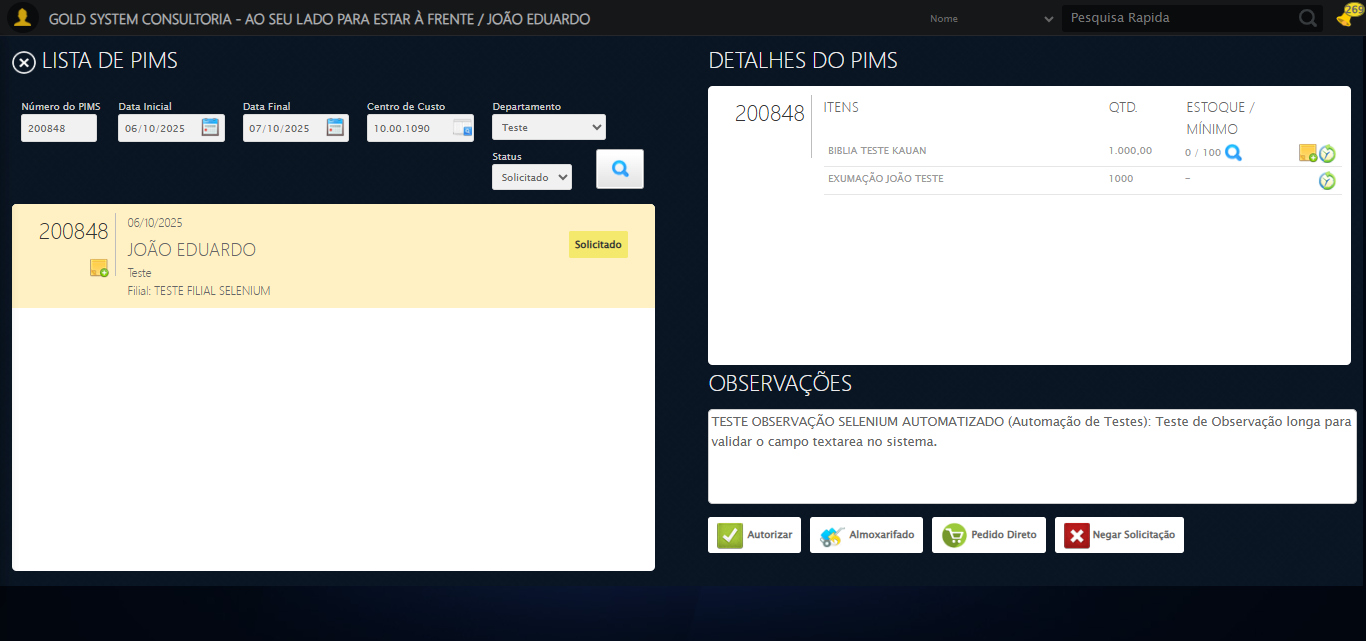 GOLD SYSTEM CONSULTORIA - AO SEU LADO PARA ESTAR À FRENTE / JOÃO EDUARDO
Nome
Pesquisa Rapida
269
LISTA DE PIMS
Número do PIMS
Data Inicial
Data Final
Centro de Custo
Departamento
200848
06/10/2025
07/10/2025
10.00.1090
Teste
Status
Solicitado
200848
06/10/2025
JOÃO EDUARDO
Teste
Filial: TESTE FILIAL SELENIUM
Solicitado
DETALHES DO PIMS
200848
ITENS
QTD.
ESTOQUE /
MÍNIMO
BIBLIA TESTE KAUAN
1.000,00
0 / 100
EXUMAÇÃO JOÃO TESTE
1000
–
OBSERVAÇÕES
TESTE OBSERVAÇÃO SELENIUM AUTOMATIZADO (Automação de Testes): Teste de Observação longa para
validar o campo textarea no sistema.
Autorizar
Almoxarifado
Pedido Direto
Negar Solicitação